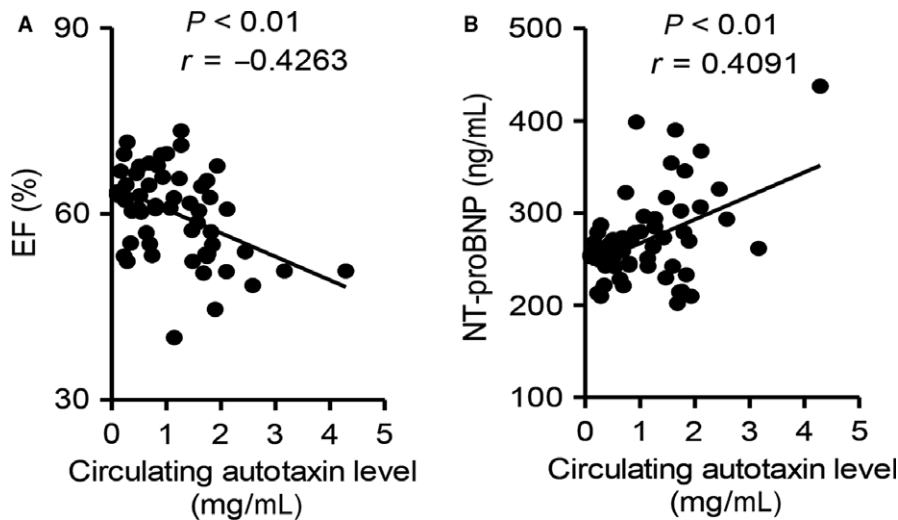 A
P < 0.01
r = –0.4263
90
60
30
EF (%)
0 1 2 3 4 5
Circulating autotaxin level
(mg/mL)
B
P < 0.01
r = 0.4091
500
400
300
200
100
NT-proBNP (ng/mL)
0 1 2 3 4 5
Circulating autotaxin level
(mg/mL)